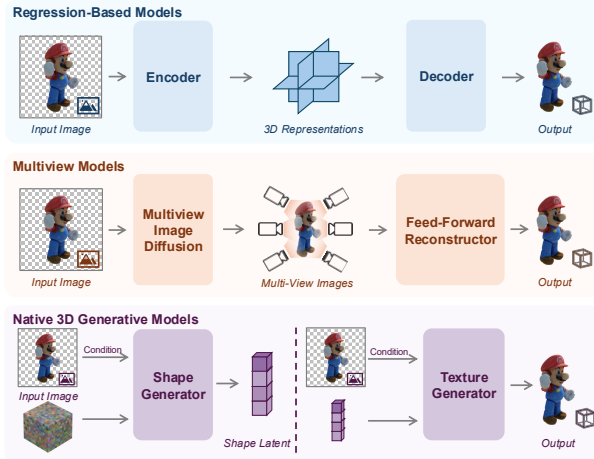 Regression-Based Models
Encoder
Decoder
Input Image
3D Representations
Output
Multiview Models
Multiview
Image
Diffusion
Feed-Forward
Reconstructor
Input Image
Multi-View Images
Output
Native 3D Generative Models
Condition
Input Image
Shape
Generator
Shape Latent
Condition
Texture
Generator
Output